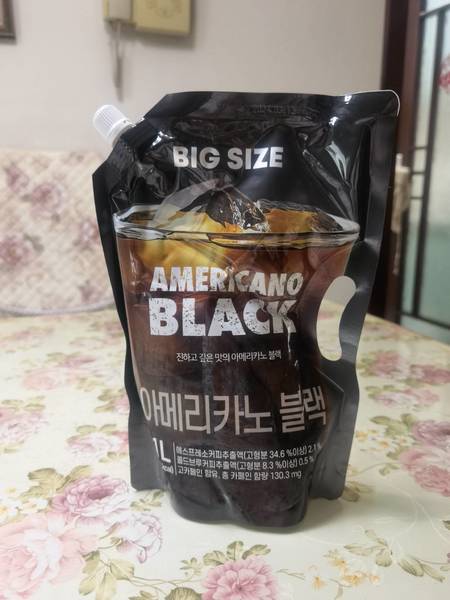 BIG SIZE
AMERICANO
BLACK
진하고 깊은 맛의 아메리카노 블랙
아메리카노 블랙
1L
에스프레소커피추출액(고형분 34.6 %이상) 2.1
콜드브루커피추출액(고형분 8.3 %이상) 0.5 %
kcal)
고카페인 함유, 총 카페인 함량 130.3 mg